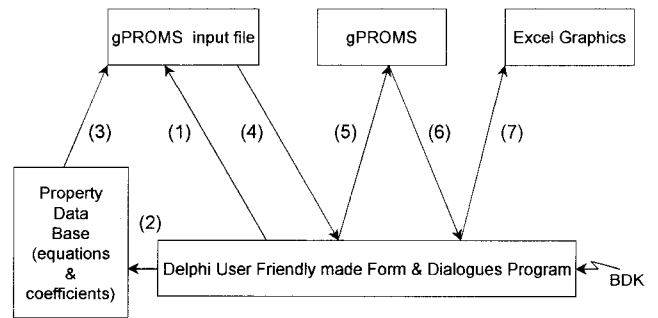 gPROMS input file
gPROMS
Excel Graphics
(3)
(1)
(4)
(5)
(6)
(7)
Property
Data
Base
(equations
&
coefficients)
(2)
Delphi User Friendly made Form & Dialogues Program
BDK